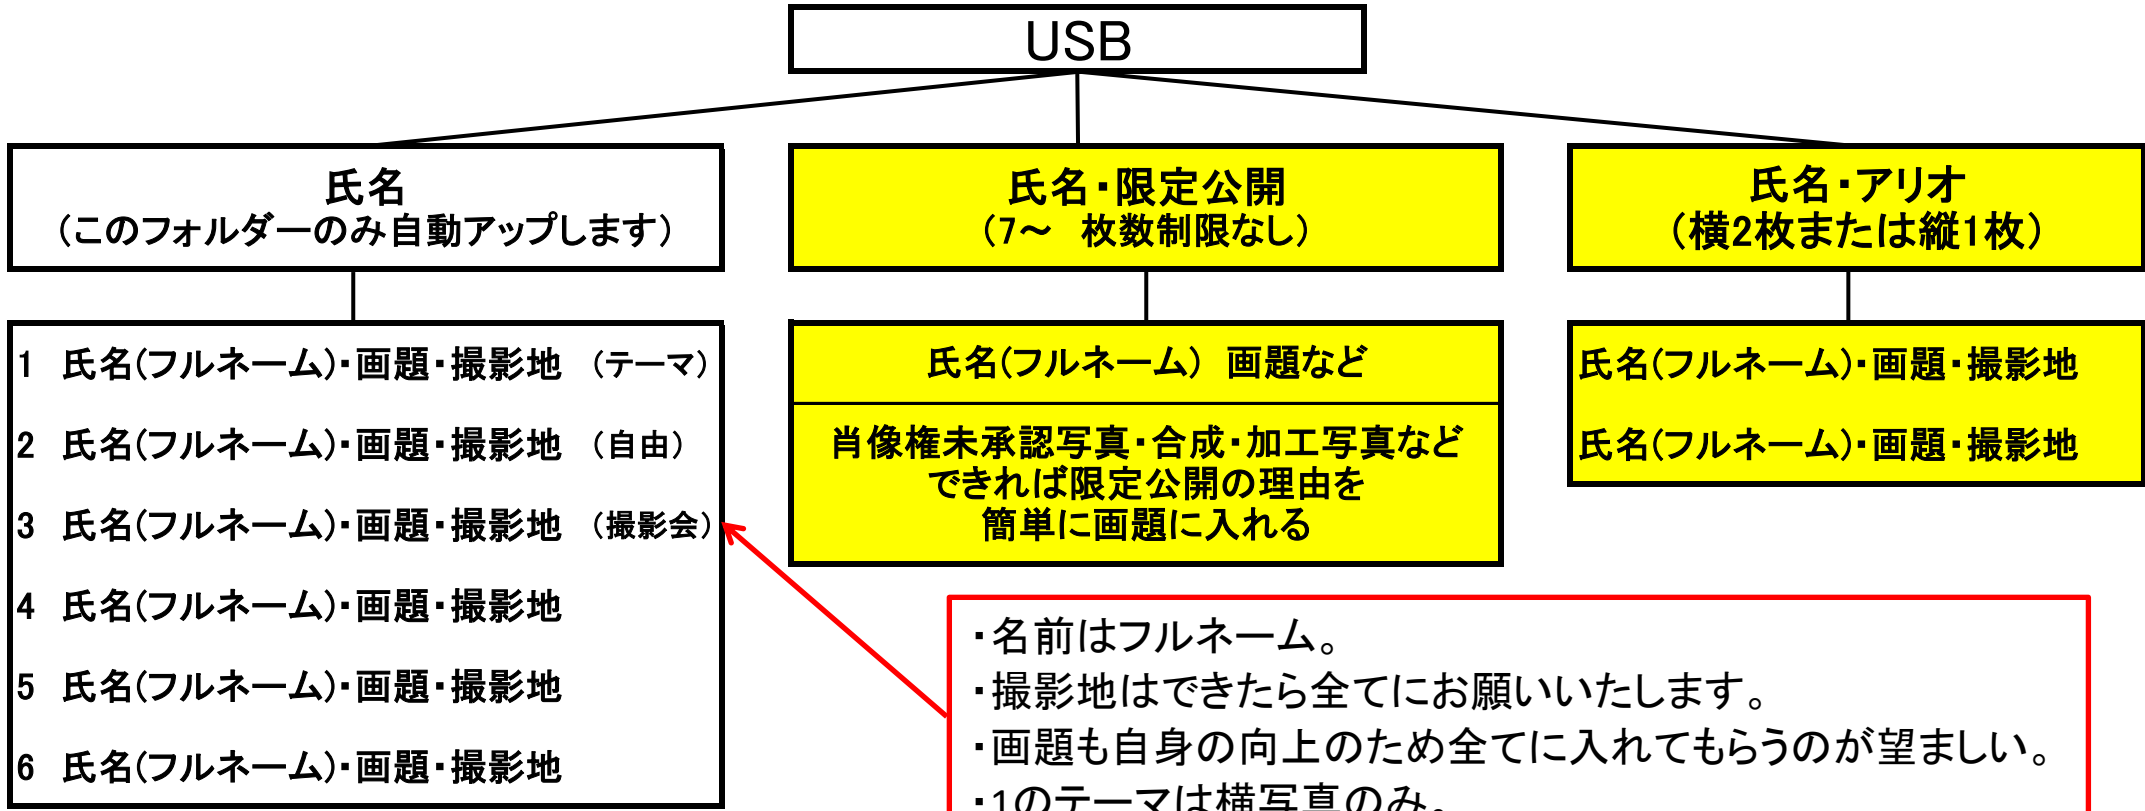 USB
氏名
（このフォルダーのみ自動アップします）
1　氏名(フルネーム)・画題・撮影地　（テーマ）
2　氏名(フルネーム)・画題・撮影地　（自由）
3　氏名(フルネーム)・画題・撮影地　（撮影会）
4　氏名(フルネーム)・画題・撮影地
5　氏名(フルネーム)・画題・撮影地
6　氏名(フルネーム)・画題・撮影地
氏名・限定公開
（7～　枚数制限なし）
氏名(フルネーム)　画題など
肖像権未承認写真・合成・加工写真など
できれば限定公開の理由を
簡単に画題に入れる
氏名・アリオ
（横2枚または縦1枚）
氏名(フルネーム)・画題・撮影地
氏名(フルネーム)・画題・撮影地
・名前はフルネーム。
・撮影地はできたら全てにお願いいたします。
・画題も自身の向上のため全てに入れてもらうのが望ましい。
・1のテーマは横写真のみ。